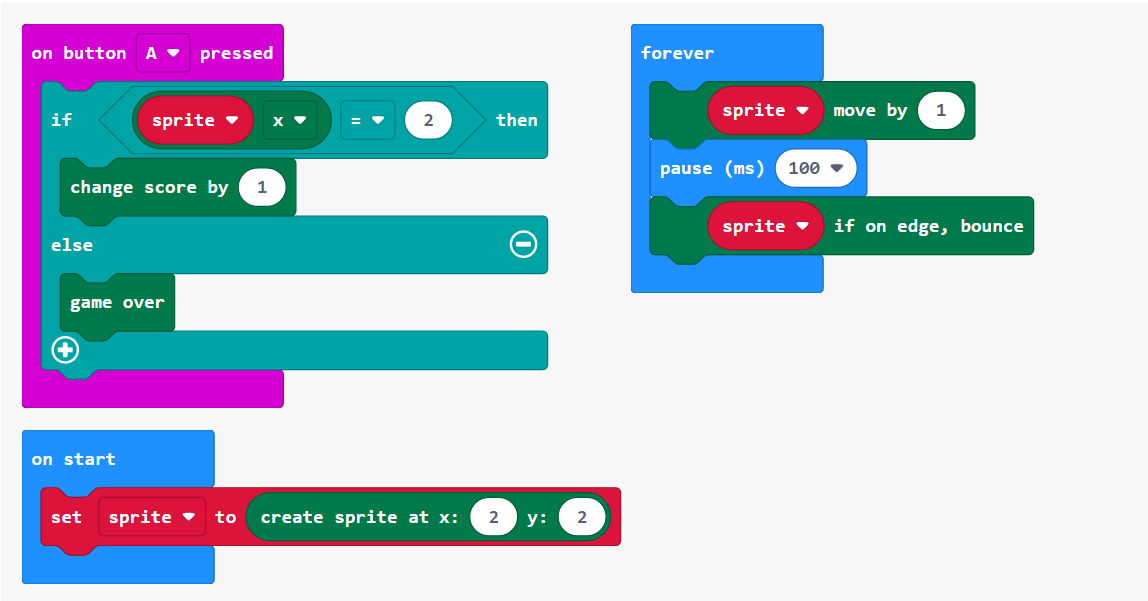 on button A pressed
if sprite x = 2 then
change score by 1
else
game over
on start
set sprite to create sprite at x: 2 y: 2
forever
sprite move by 1
pause (ms) 100
sprite if on edge, bounce